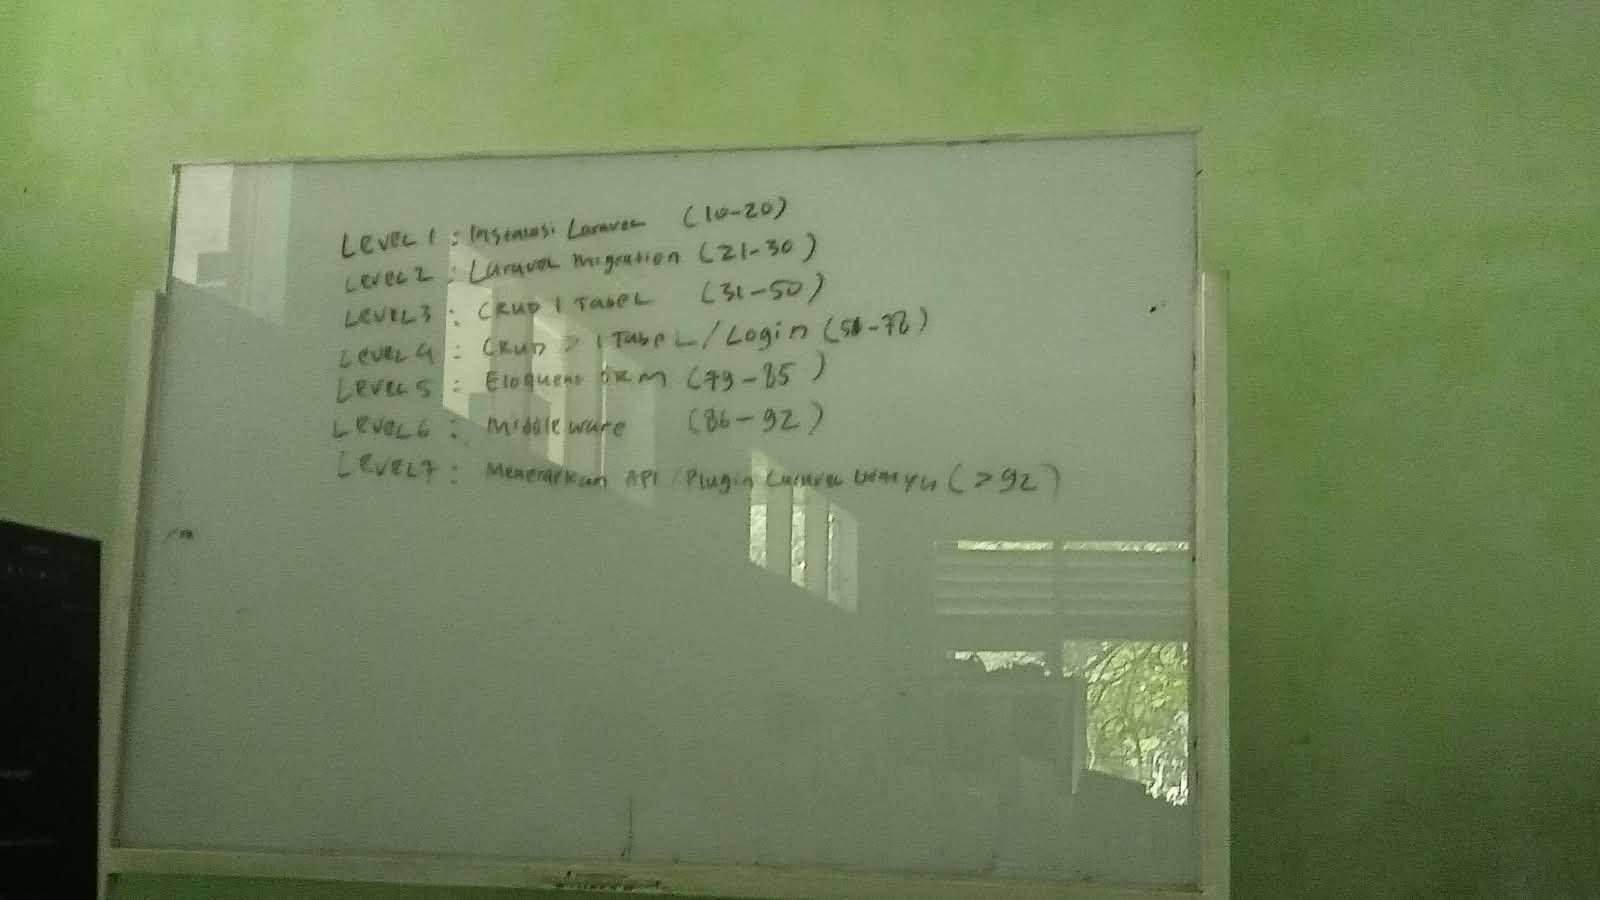 LEVEL 1 : Instalasi Laravel (10-20)
LEVEL 2 : Laravel Migration (21-30)
LEVEL 3 : CRUD 1 TABEL (31-50)
LEVEL 4 : CRUD > 1 TABEL/Login (51-78)
LEVEL 5 : Eloquent ORM (79-85)
LEVEL 6 : Middleware (86-92)
LEVEL 7 : Menerapkan API/Plugin Laravel (>92)